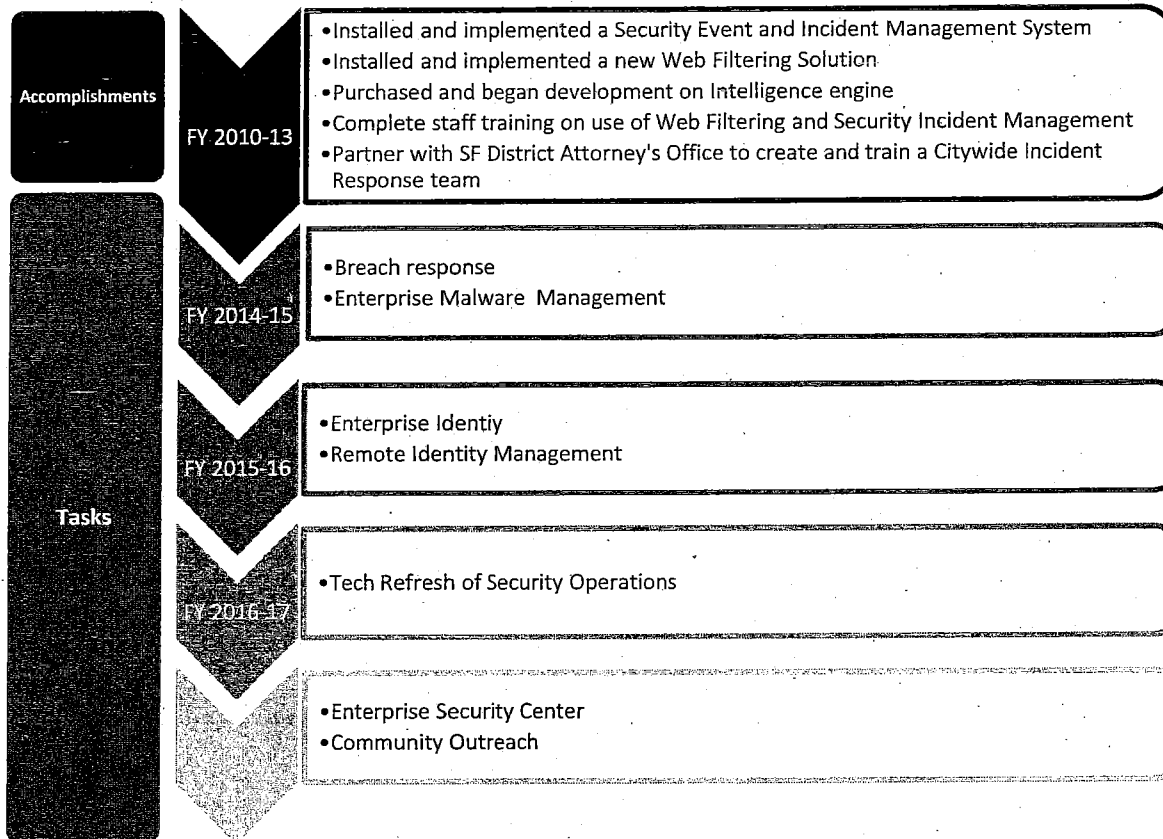 Accomplishments
FY 2010-13
•Installed and implemented a Security Event and Incident Management System
•Installed and implemented a new Web Filtering Solution
•Purchased and began development on Intelligence engine
•Complete staff training on use of Web Filtering and Security Incident Management
•Partner with SF District Attorney's Office to create and train a Citywide Incident
Response team
Tasks
FY 2014-15
•Breach response
•Enterprise Malware Management
FY 2015-16
•Enterprise Identiy
•Remote Identity Management
FY 2016-17
•Tech Refresh of Security Operations
•Enterprise Security Center
•Community Outreach